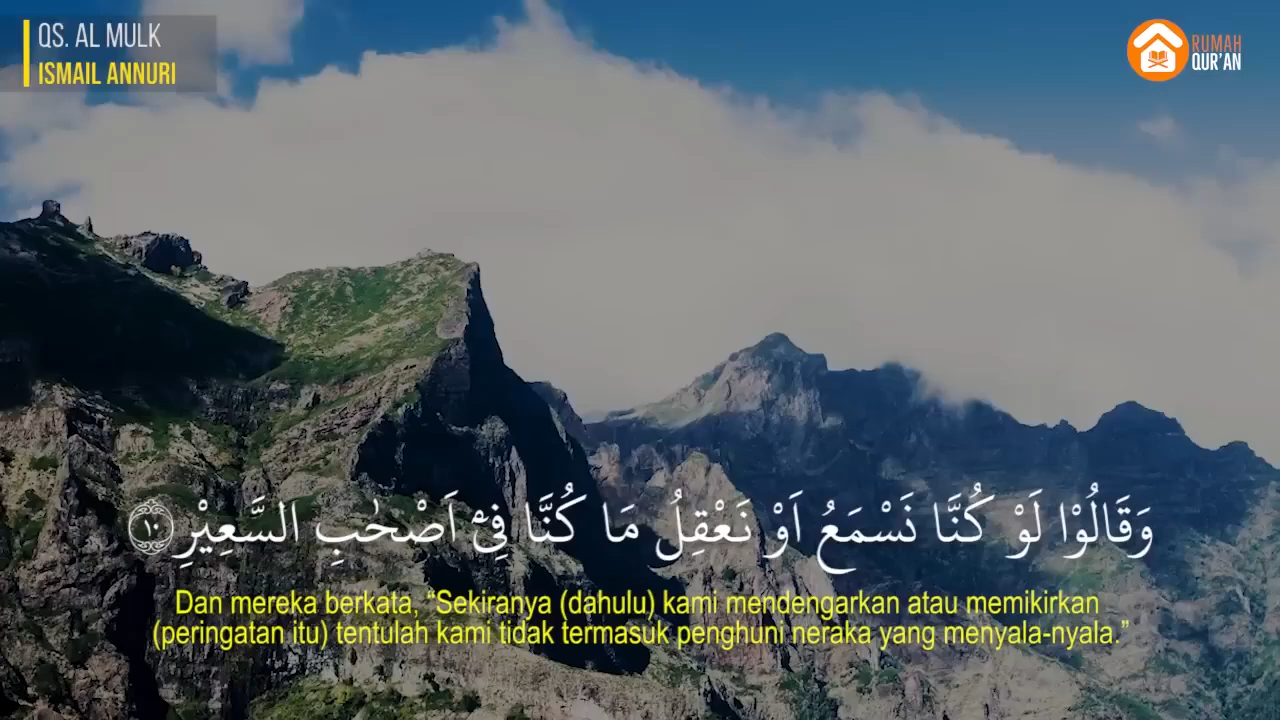 QS. AL MULK
ISMAIL ANNURI
RUMAH
QUR'AN
وَقَالُوْا لَوْ كُنَّا نَسْمَعُ اَوْ نَعْقِلُ مَا كُنَّا فِيْٓ اَصْحٰبِ السَّعِيْرِ ۝١٠
Dan mereka berkata, “Sekiranya (dahulu) kami mendengarkan atau memikirkan
(peringatan itu) tentulah kami tidak termasuk penghuni neraka yang menyala-nyala.”